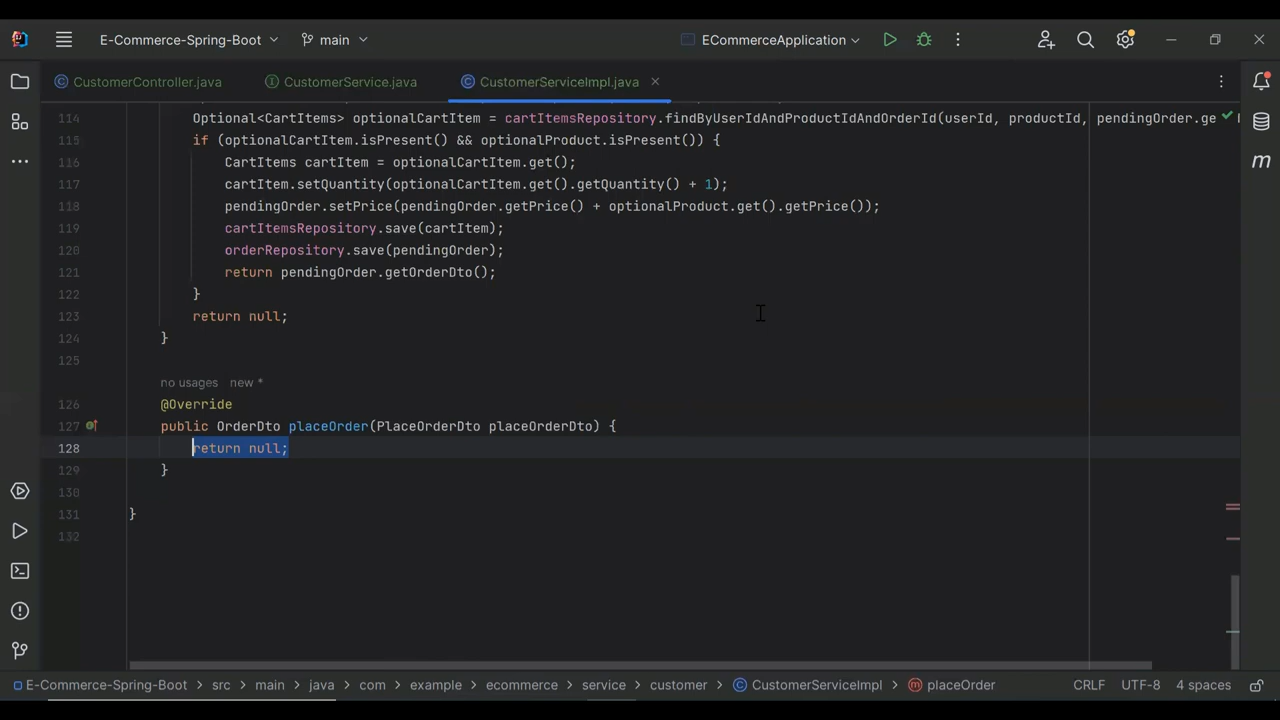 E-Commerce-Spring-Boot main ECommerceApplication
CustomerController.java CustomerService.java CustomerServiceImpl.java
114 Optional<CartItems> optionalCartItem = cartItemsRepository.findByUserIdAndProductIdAndOrderId(userId, productId, pendingOrder.ge
115 if (optionalCartItem.isPresent() && optionalProduct.isPresent()) {
116 CartItems cartItem = optionalCartItem.get();
117 cartItem.setQuantity(optionalCartItem.get().getQuantity() + 1);
118 pendingOrder.setPrice(pendingOrder.getPrice() + optionalProduct.get().getPrice());
119 cartItemsRepository.save(cartItem);
120 orderRepository.save(pendingOrder);
121 return pendingOrder.getOrderDto();
122 }
123 return null;
124 }
125
no usages new *
126 @Override
127 public OrderDto placeOrder(PlaceOrderDto placeOrderDto) {
128 return null;
129 }
130
131 }
132
E-Commerce-Spring-Boot > src > main > java > com > example > ecommerce > service > customer > CustomerServiceImpl > placeOrder CRLF UTF-8 4 spaces